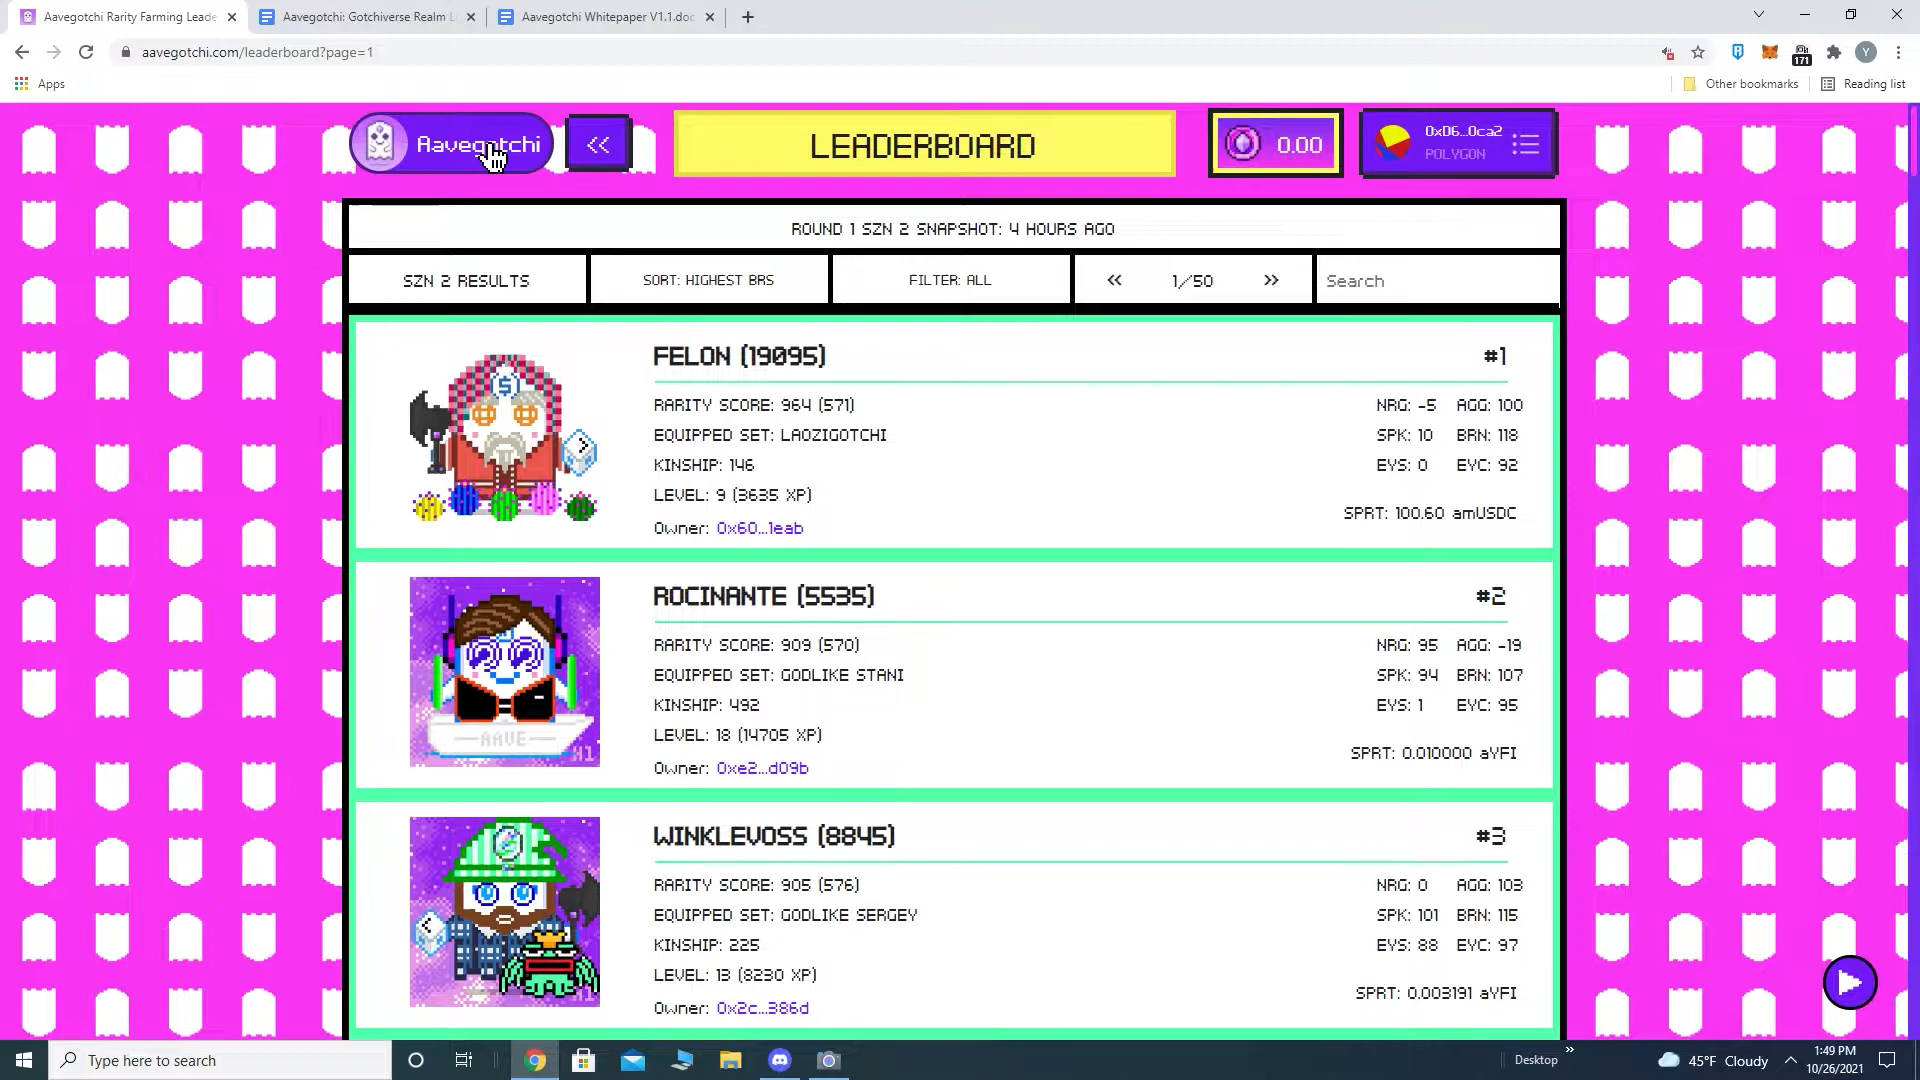 Aavegotchi Rarity Farming Leade
Aavegotchi: Gotchiverse Realm L
Aavegotchi Whitepaper V1.1.doc
aavegotchi.com/leaderboard?page=1
171
Y
Apps
Other bookmarks
Reading list
Aavegotchi
<<
LEADERBOARD
0.00
0xD6...0ca2
POLYGON
ROUND 1 SZN 2 SNAPSHOT: 4 HOURS AGO
SZN 2 RESULTS
SORT: HIGHEST BRS
FILTER: ALL
<< 1/50 >>
Search
FELON (19095)
#1
RARITY SCORE: 964 (571)
NRG: -5 AGG: 100
EQUIPPED SET: LAOZIGOTCHI
SPK: 10 BRN: 118
KINSHIP: 146
EYS: 0 EYC: 92
LEVEL: 9 (3635 XP)
SPRT: 100.60 amUSDC
Owner: 0x60...1eab
ROCINANTE (5535)
#2
RARITY SCORE: 909 (570)
NRG: 95 AGG: -19
EQUIPPED SET: GODLIKE STANI
SPK: 94 BRN: 107
KINSHIP: 492
EYS: 1 EYC: 95
LEVEL: 18 (14705 XP)
SPRT: 0.010000 aYFI
Owner: 0xe2...d09b
AAVE
H1
WINKLEVOSS (8845)
#3
RARITY SCORE: 905 (576)
NRG: 0 AGG: 103
EQUIPPED SET: GODLIKE SERGEY
SPK: 101 BRN: 115
KINSHIP: 225
EYS: 88 EYC: 97
LEVEL: 13 (8230 XP)
SPRT: 0.003191 aYFI
Owner: 0x2c...386d
Type here to search
Desktop
45°F Cloudy
1:49 PM
10/26/2021